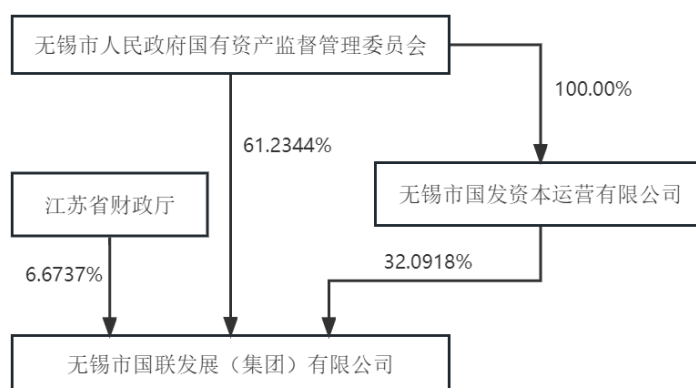 无锡市人民政府国有资产监督管理委员会
100.00%
61.2344%
江苏省财政厅
无锡市国发资本运营有限公司
6.6737%
32.0918%
无锡市国联发展（集团）有限公司